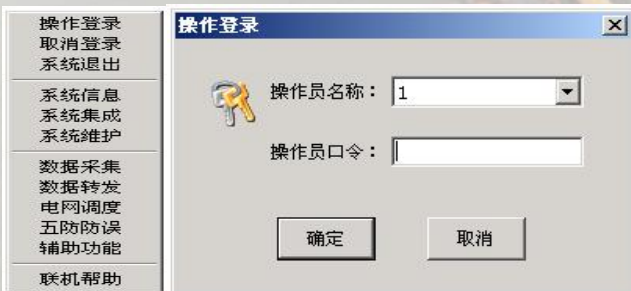 操作登录
取消登录
系统退出
系统信息
系统集成
系统维护
数据采集
数据转发
电网调度
五防防误
辅助功能
联机帮助
操作登录
操作员名称：1
操作员口令：
确定
取消